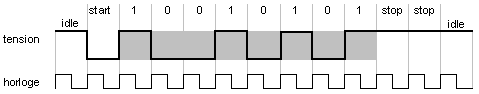 start 1 0 0 1 0 1 0 1 stop stop
idle idle
tension
horloge